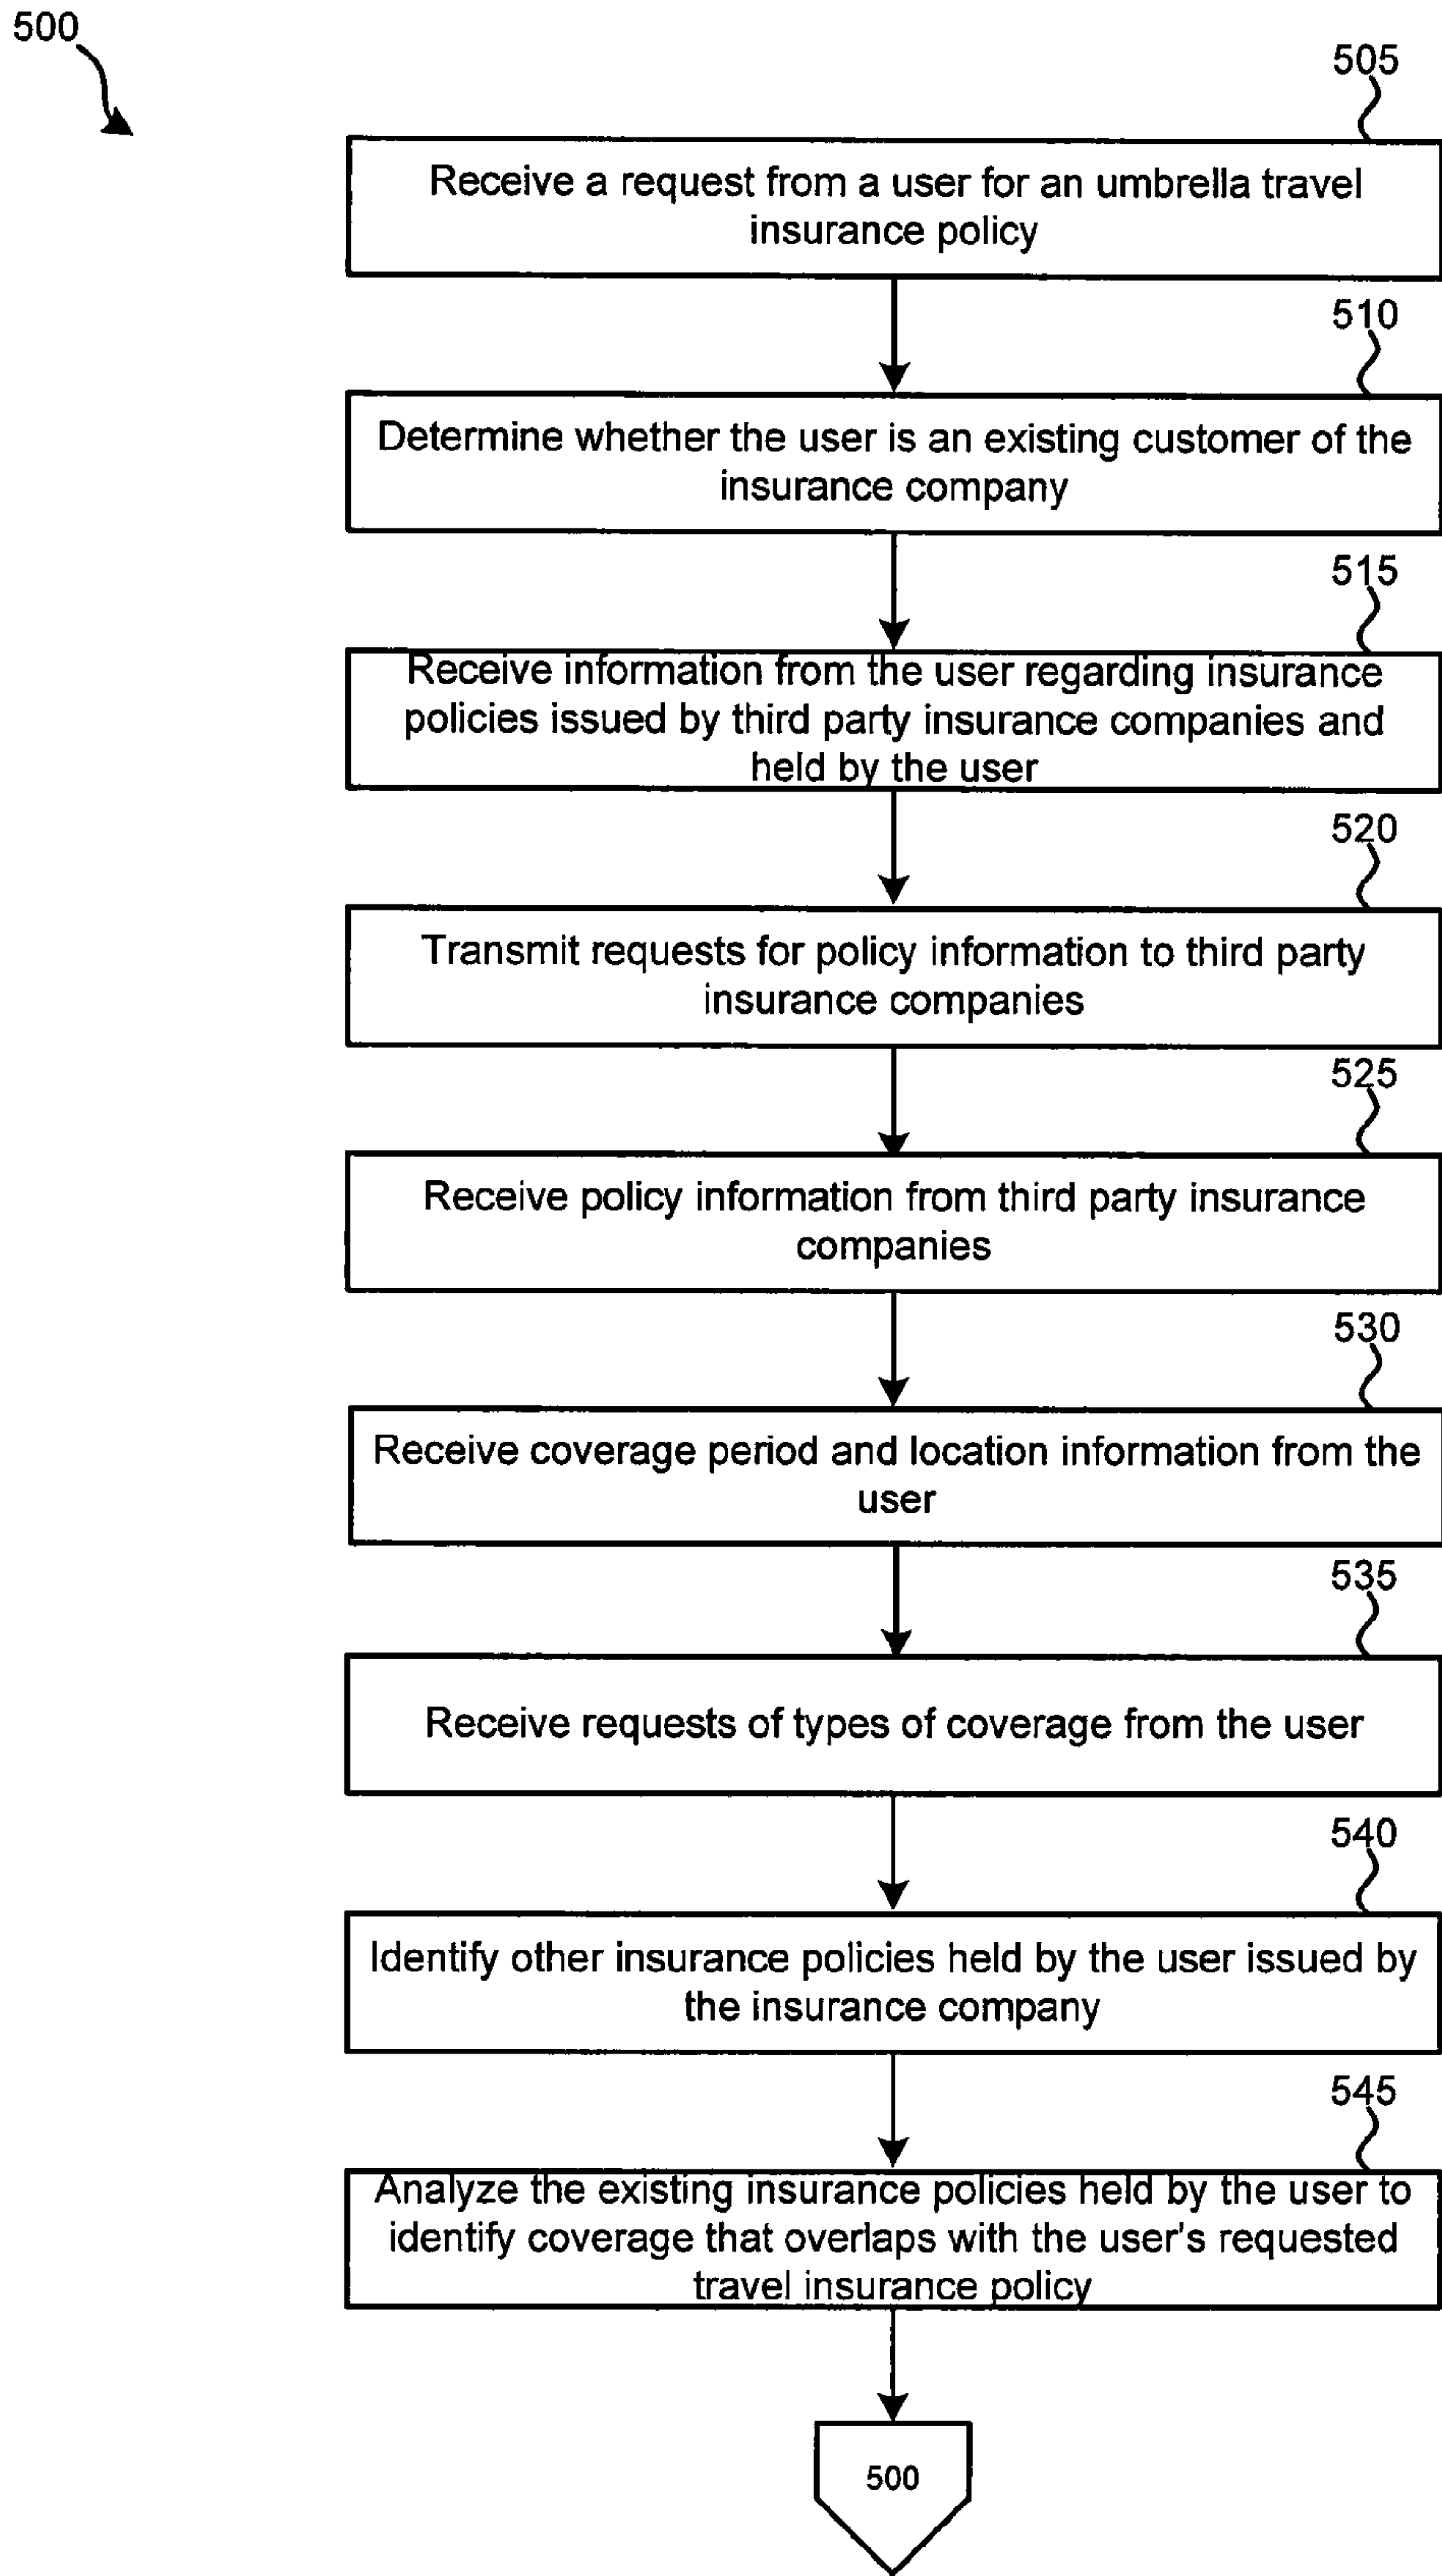 500
505
Receive a request from a user for an umbrella travel
insurance policy
510
Determine whether the user is an existing customer of the
insurance company
515
Receive information from the user regarding insurance
policies issued by third party insurance companies and
held by the user
520
Transmit requests for policy information to third party
insurance companies
525
Receive policy information from third party insurance
companies
530
Receive coverage period and location information from the
user
535
Receive requests of types of coverage from the user
540
Identify other insurance policies held by the user issued by
the insurance company
545
Analyze the existing insurance policies held by the user to
identify coverage that overlaps with the user's requested
travel insurance policy
500